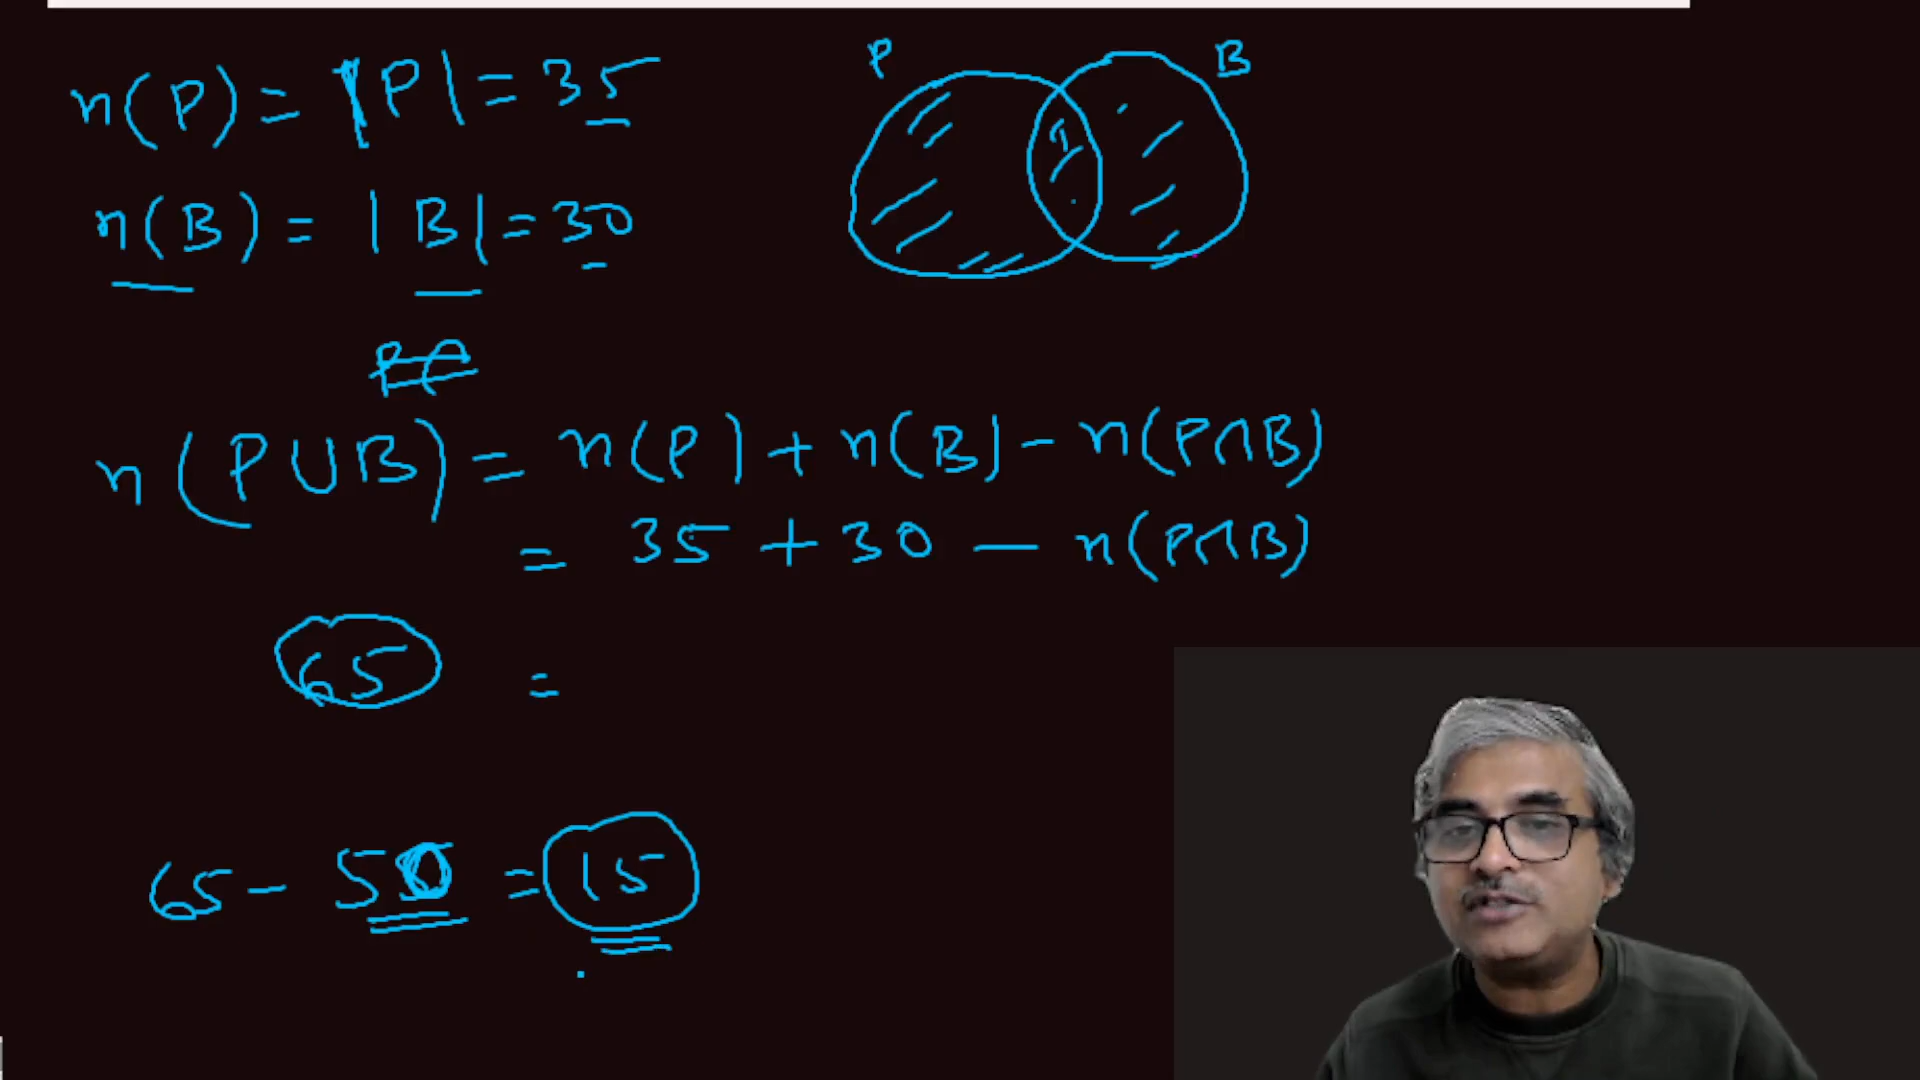 n(P) = |P| = 35
P B
n(B) = |B| = 30
n(P∪B) = n(P) + n(B) - n(P∩B)
= 35 + 30 - n(P∩B)
65 =
65 - 50 = 15